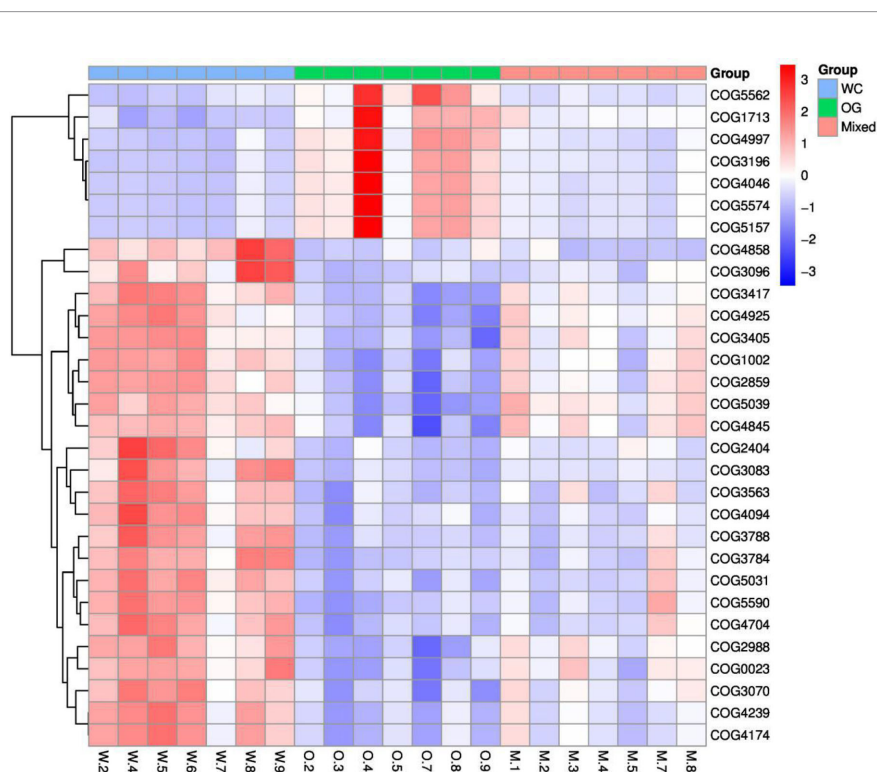 Group
COG5562
COG1713
COG4997
COG3196
COG4046
COG5574
COG5157
COG4858
COG3096
COG3417
COG4925
COG3405
COG1002
COG2859
COG5039
COG4845
COG2404
COG3083
COG3563
COG4094
COG3788
COG3784
COG5031
COG5590
COG4704
COG2988
COG0023
COG3070
COG4239
COG4174
W.2
W.4
W.5
W.6
W.7
W.8
W.9
O.2
O.3
O.4
O.5
O.7
O.8
O.9
M.1
M.2
M.3
M.4
M.5
M.7
M.8
3
2
1
0
−1
−2
−3
Group
WC
OG
Mixed